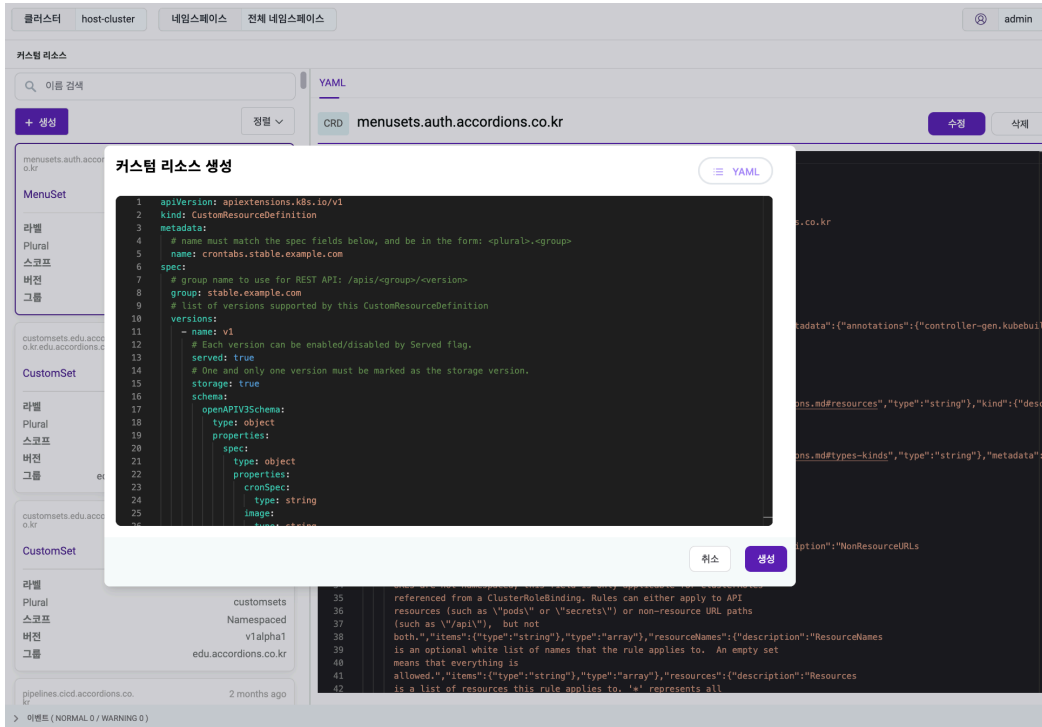 클러스터 host-cluster 네임스페이스 전체 네임스페이스 admin
커스텀 리소스
이름 검색
+ 생성
정렬
menusets.auth.accor
o.kr
MenuSet
라벨
Plural
스코프
버전
그룹
customsets.edu.acco
o.kr.edu.accordions.c
CustomSet
라벨
Plural
스코프
버전
그룹 ec
customsets.edu.acco
o.kr
CustomSet
라벨
Plural customsets
스코프 Namespaced
버전 v1alpha1
그룹 edu.accordions.co.kr
pipelines.cicd.accordions.co. 2 months ago
kr
YAML
CRD menusets.auth.accordions.co.kr
수정
삭제
커스텀 리소스 생성
YAML
1 apiVersion: apiextensions.k8s.io/v1
2 kind: CustomResourceDefinition
3 metadata:
4 # name must match the spec fields below, and be in the form: <plural>.<group>
5 name: crontabs.stable.example.com
6 spec:
7 # group name to use for REST API: /apis/<group>/<version>
8 group: stable.example.com
9 # list of versions supported by this CustomResourceDefinition
10 versions:
11 - name: v1
12 # Each version can be enabled/disabled by Served flag.
13 served: true
14 # One and only one version must be marked as the storage version.
15 storage: true
16 schema:
17 openAPIV3Schema:
18 type: object
19 properties:
20 spec:
21 type: object
22 properties:
23 cronSpec:
24 type: string
25 image:
26 type: string
취소
생성
s.co.kr
tadata":{"annotations":{"controller-gen.kubebuil
ons.md#resources","type":"string"},"kind":{"desc
ons.md#types-kinds","type":"string"},"metadata":
iption":"NonResourceURLs
35 referenced from a ClusterRoleBinding. Rules can either apply to API
36 resources (such as \"pods\" or \"secrets\") or non-resource URL paths
37 (such as \"/api\"), but not
38 both.","items":{"type":"string"},"type":"array"},"resourceNames":{"description":"ResourceNames
39 is an optional white list of names that the rule applies to. An empty set
40 means that everything is
41 allowed.","items":{"type":"string"},"type":"array"},"resources":{"description":"Resources
42 is a list of resources this rule applies to. '*' represents all
이벤트 ( NORMAL 0 / WARNING 0 )